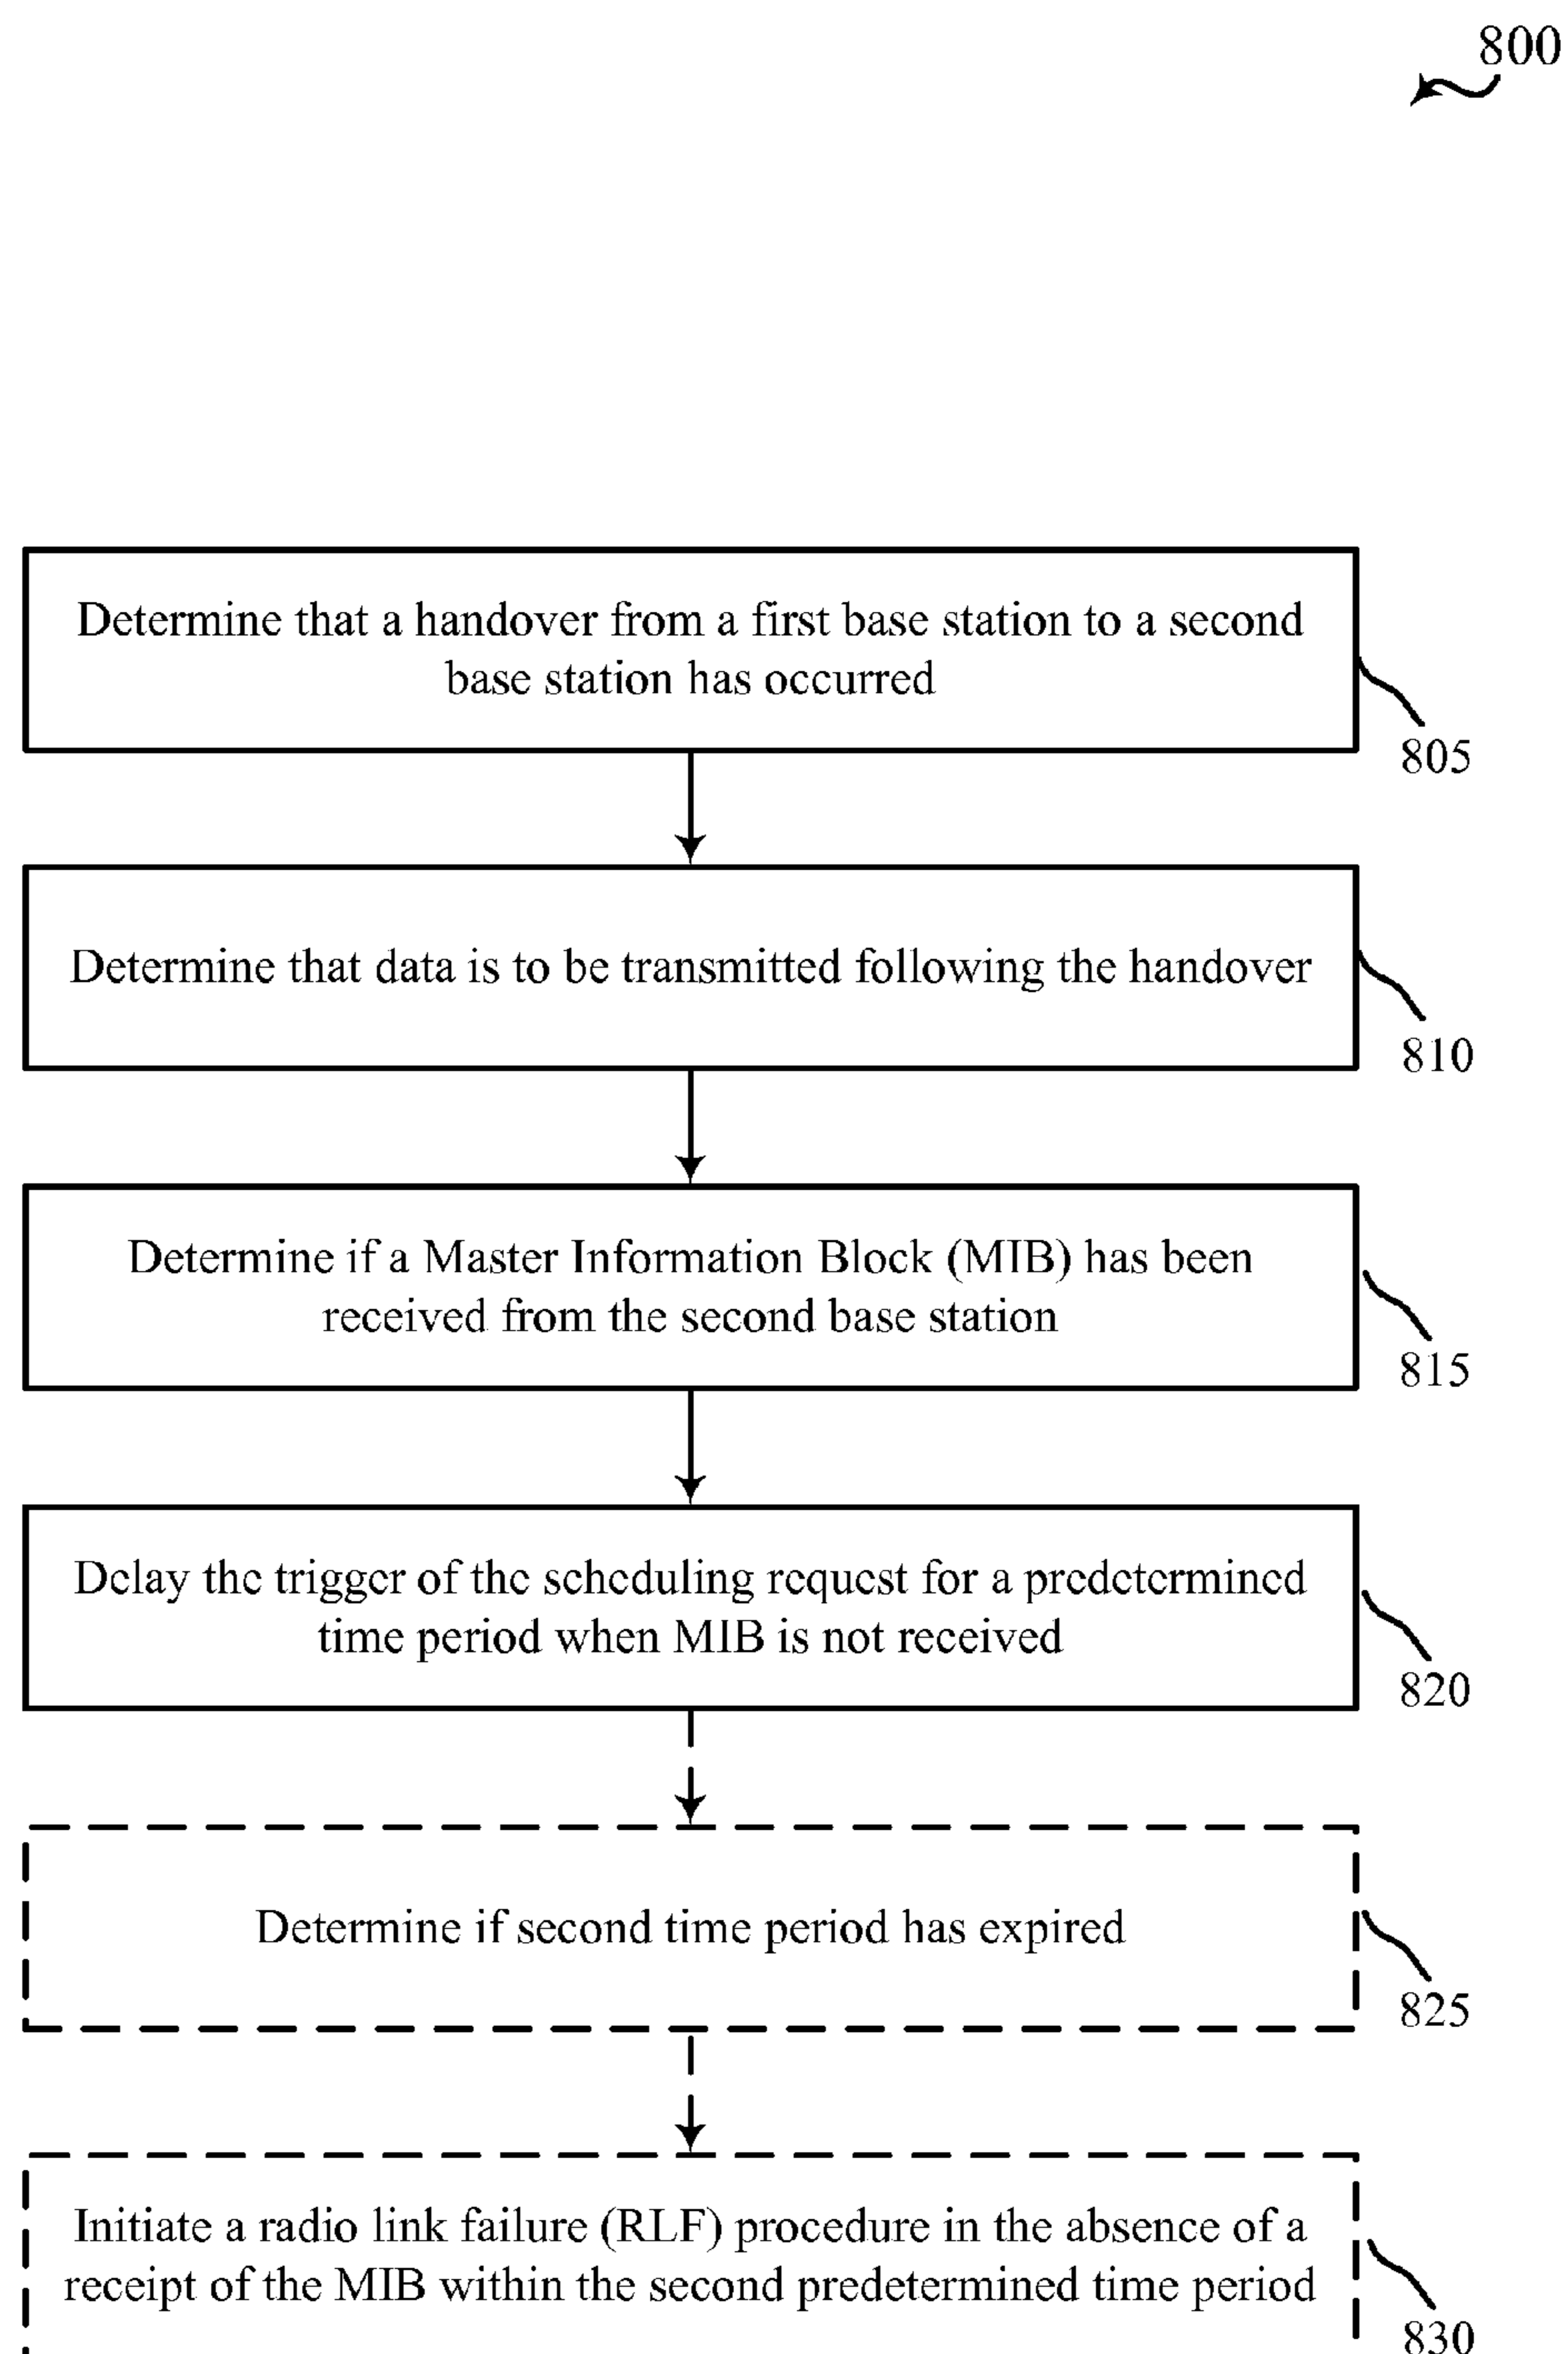 800
Determine that a handover from a first base station to a second
base station has occurred
805
Determine that data is to be transmitted following the handover
810
Determine if a Master Information Block (MIB) has been
received from the second base station
815
Delay the trigger of the scheduling request for a predetermined
time period when MIB is not received
820
Determine if second time period has expired
825
Initiate a radio link failure (RLF) procedure in the absence of a
receipt of the MIB within the second predetermined time period
830